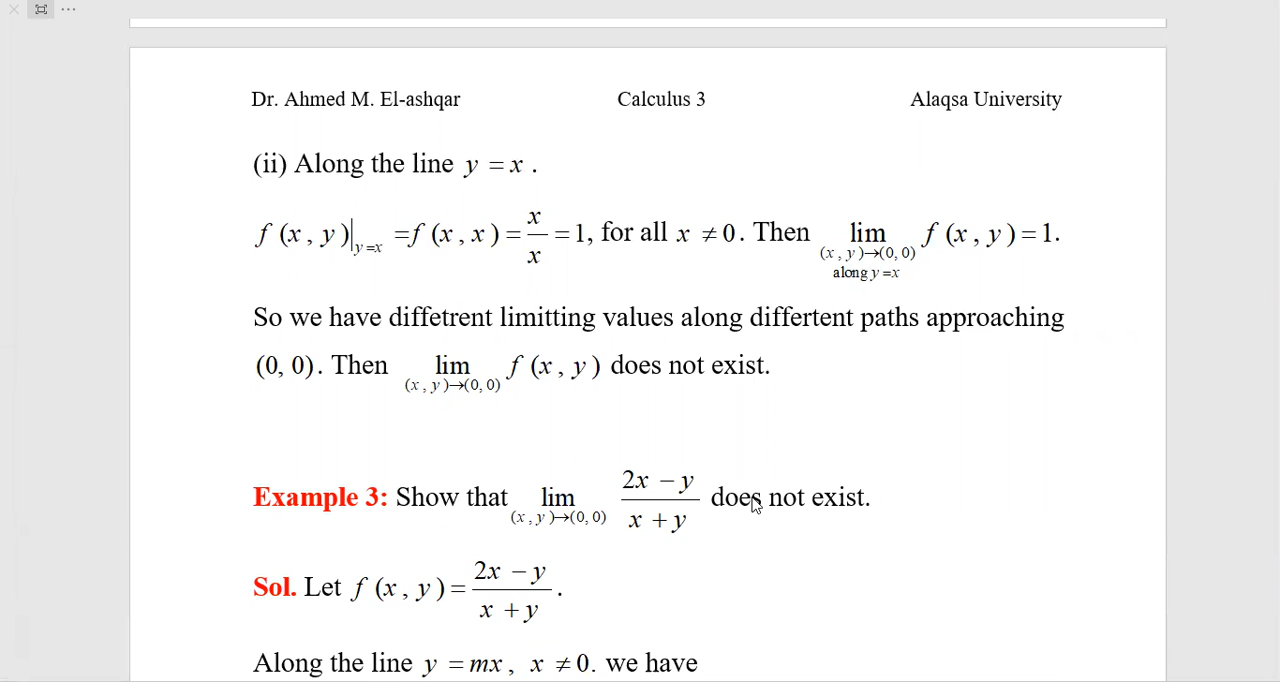 Dr. Ahmed M. El-ashqar Calculus 3 Alaqsa University
(ii) Along the line y = x .
f (x , y)|_{y=x} = f (x , x) = x/x = 1, for all x ≠ 0. Then lim_{(x , y)→(0, 0) along y=x} f (x , y) = 1.
So we have diffetrent limitting values along differtent paths approaching
(0, 0). Then lim_{(x , y)→(0, 0)} f (x , y) does not exist.
Example 3: Show that lim_{(x , y)→(0, 0)} (2x − y)/(x + y) does not exist.
Sol. Let f (x , y) = (2x − y)/(x + y) .
Along the line y = mx , x ≠ 0. we have